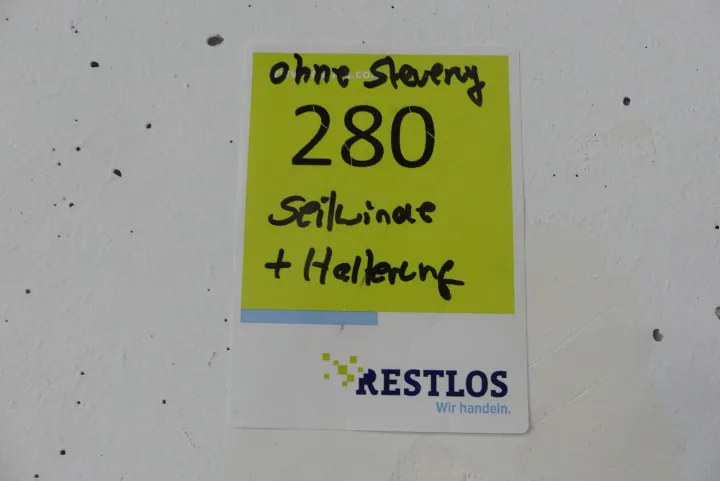 ohne Steuerung
280
Seilwinde
+ Halterung
RESTLOS
Wir handeln.